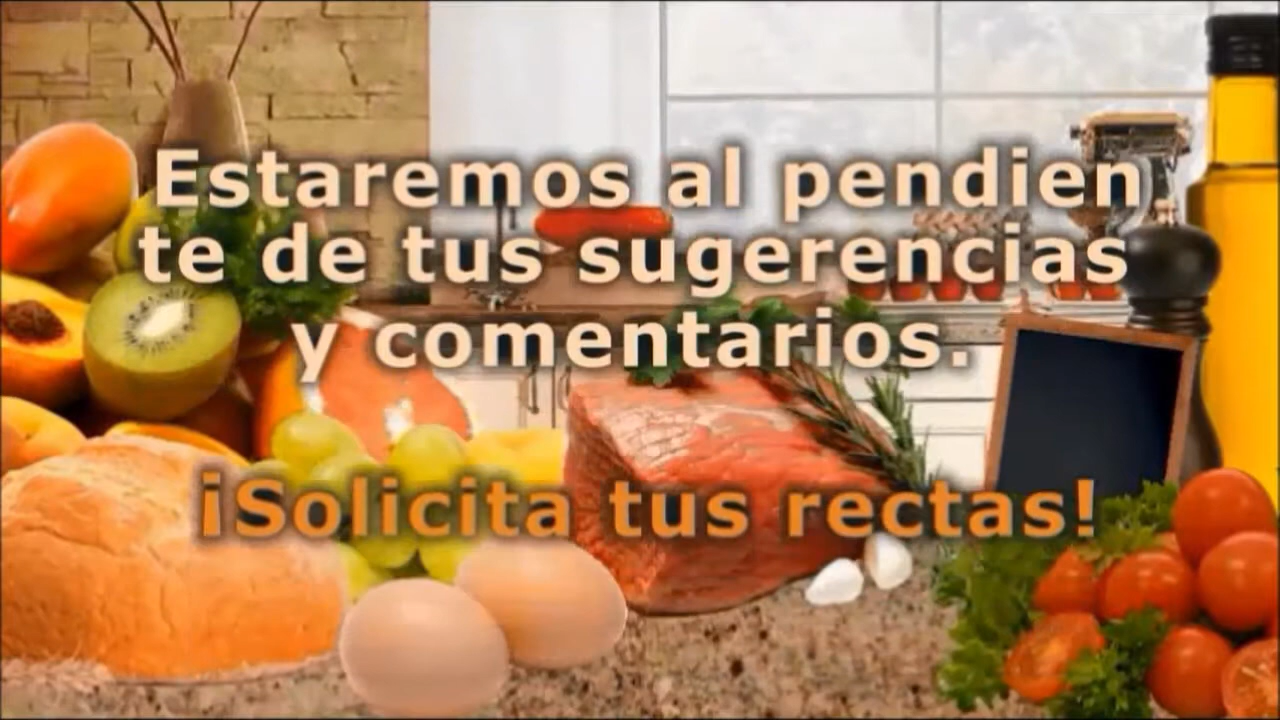 Estaremos al pendien
te de tus sugerencias
y comentarios.
¡Solicita tus rectas!